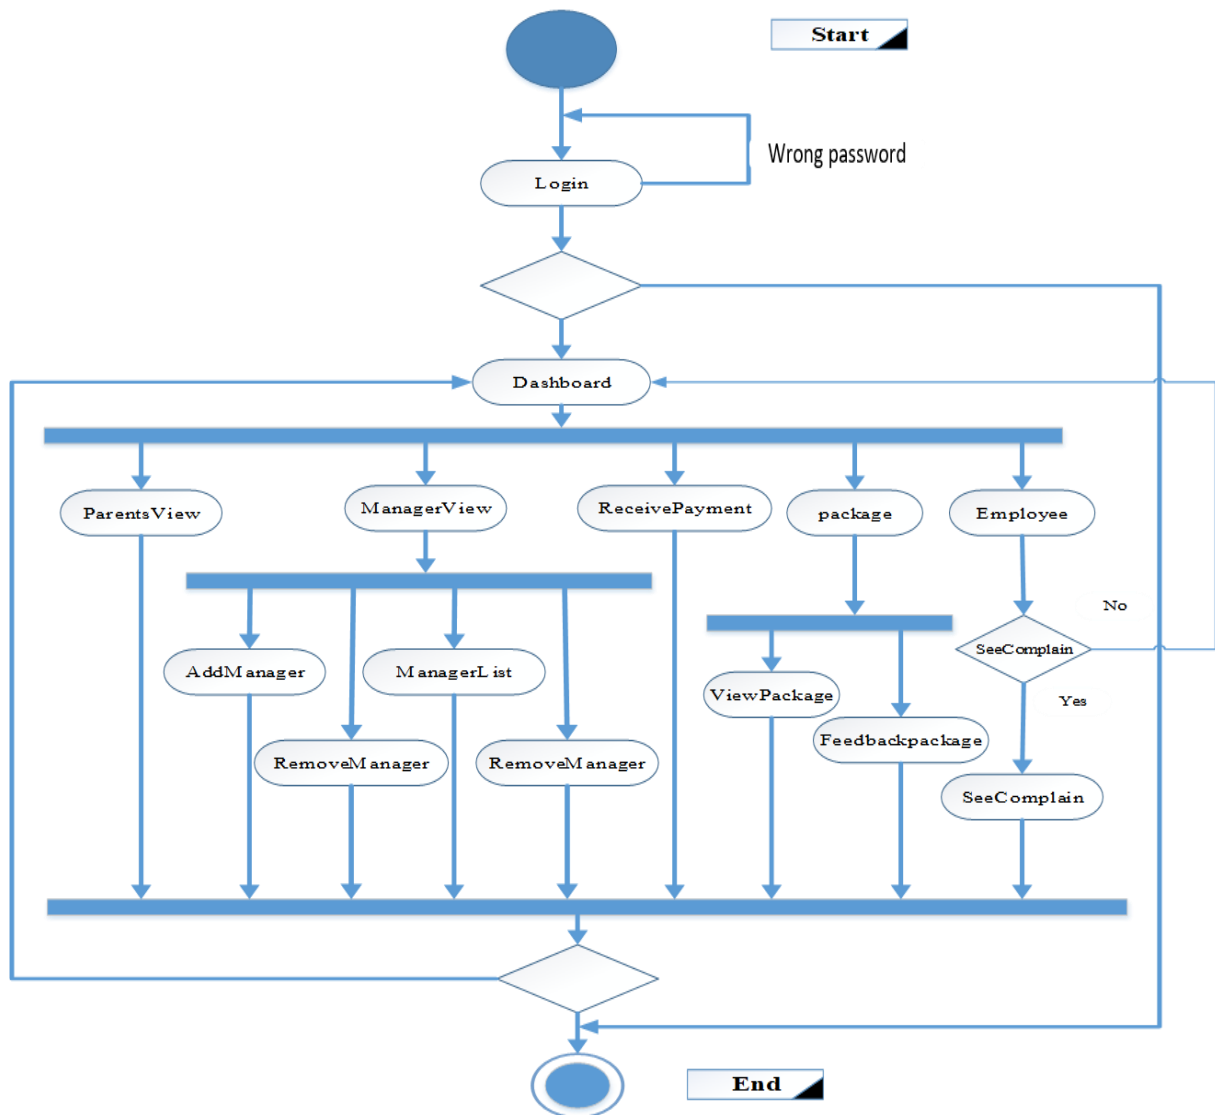 Start
Wrong password
Login
Dashboard
ParentsView
ManagerView
ReceivePayment
package
Employee
No
SeeComplain
AddManager
ManagerList
ViewPackage
Yes
Feedbackpackage
RemoveManager
RemoveManager
SeeComplain
End